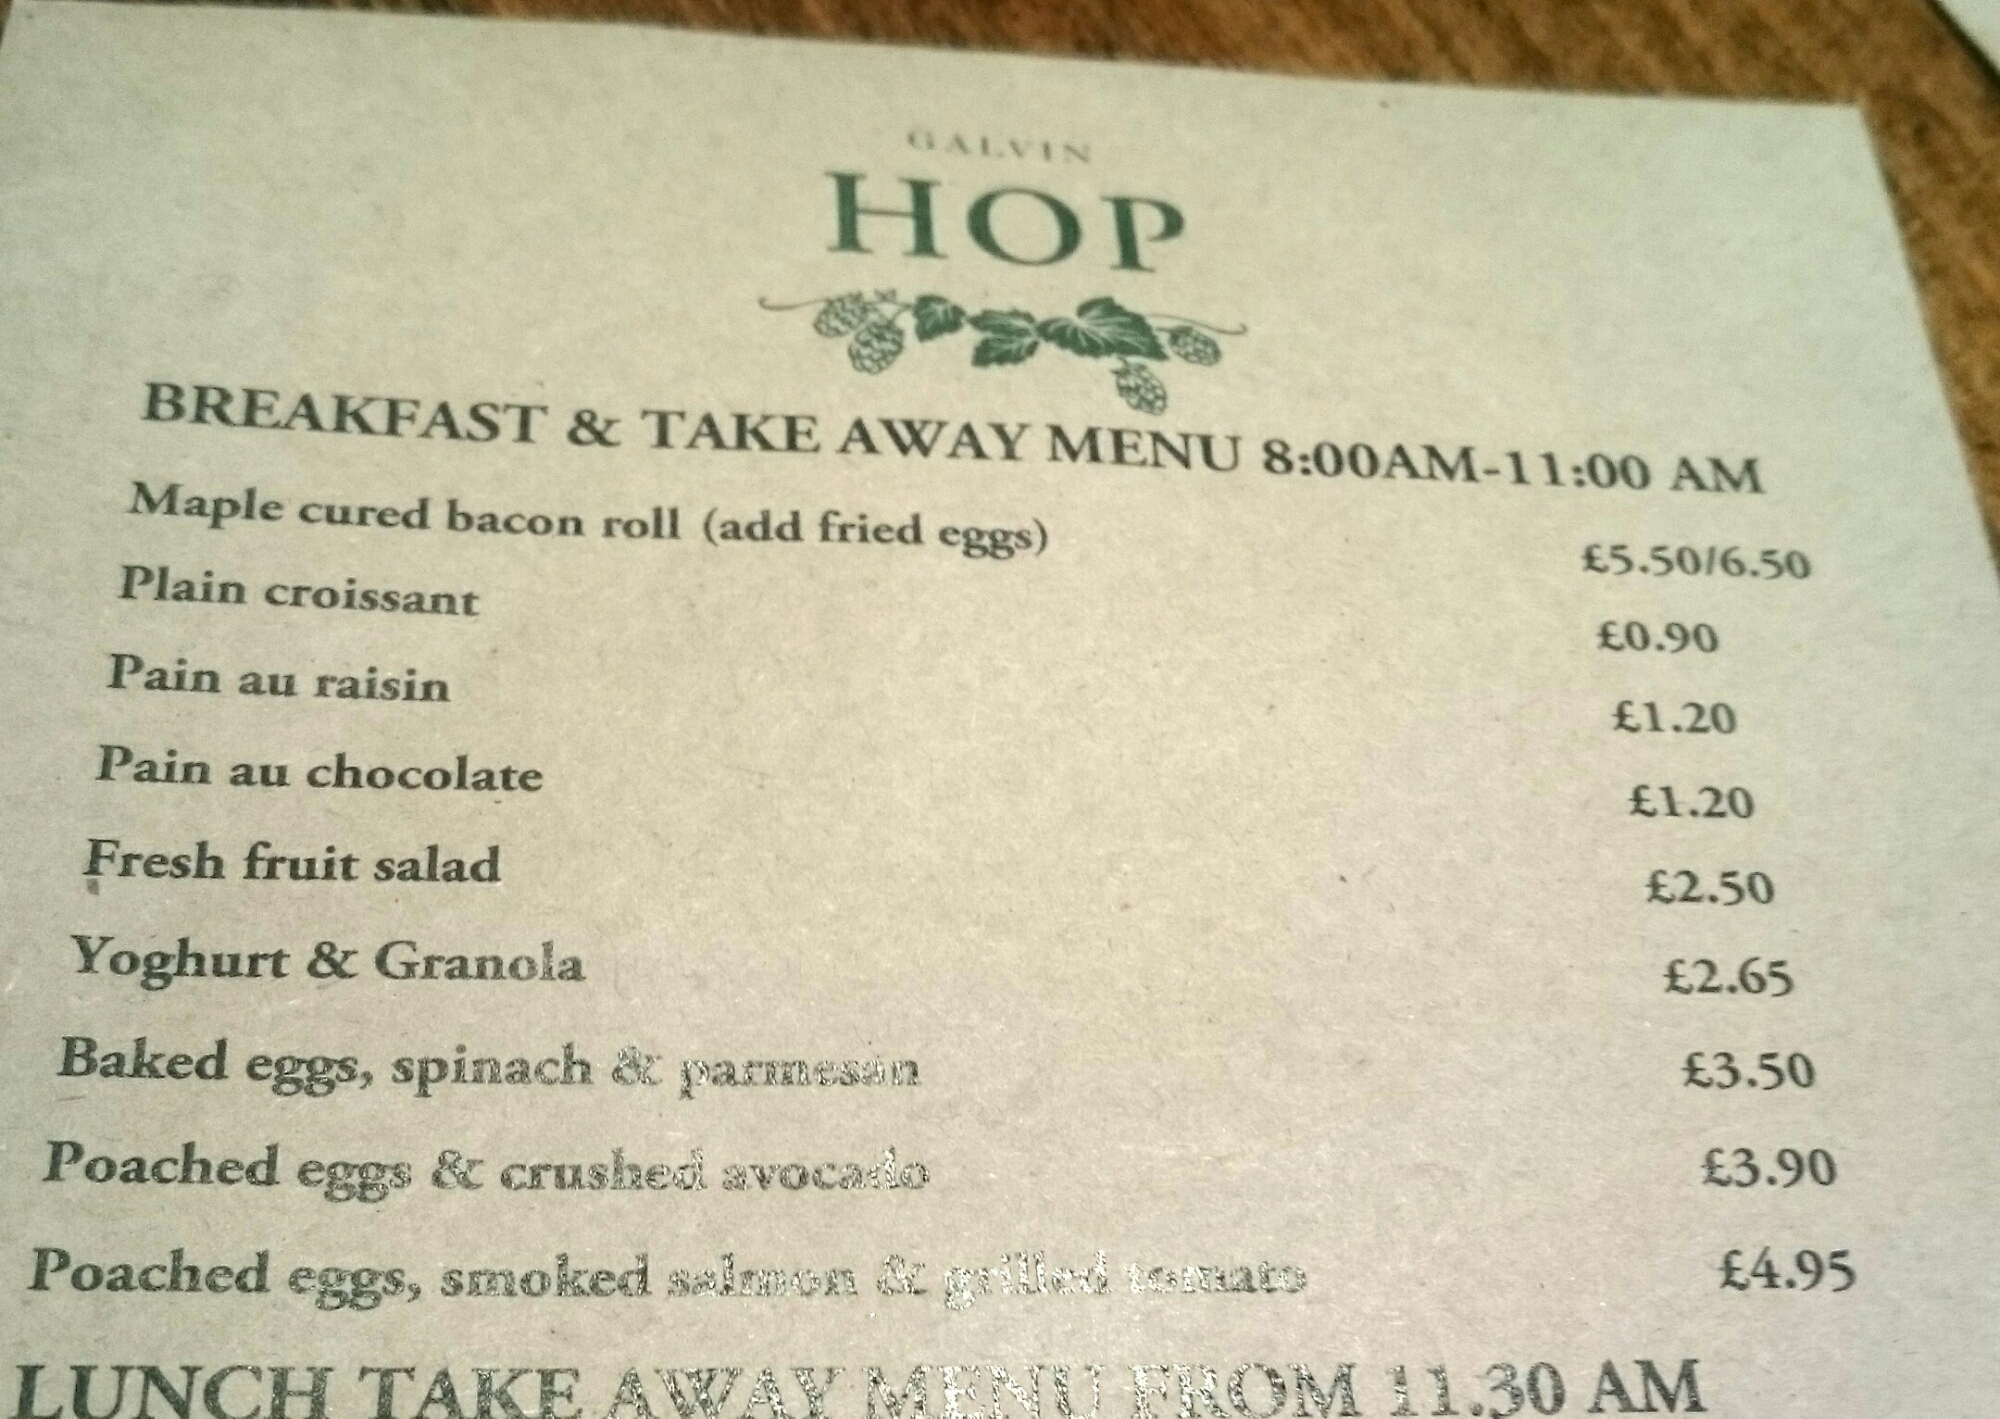 GALVIN
HOP
BREAKFAST & TAKE AWAY MENU 8:00AM-11:00 AM
Maple cured bacon roll (add fried eggs) £5.50/6.50
Plain croissant £0.90
Pain au raisin £1.20
Pain au chocolate £1.20
Fresh fruit salad £2.50
Yoghurt & Granola £2.65
Baked eggs, spinach & parmesan £3.50
Poached eggs & crushed avocado £3.90
Poached eggs, smoked salmon & grilled tomato £4.95
LUNCH TAKE AWAY MENU FROM 11.30 AM